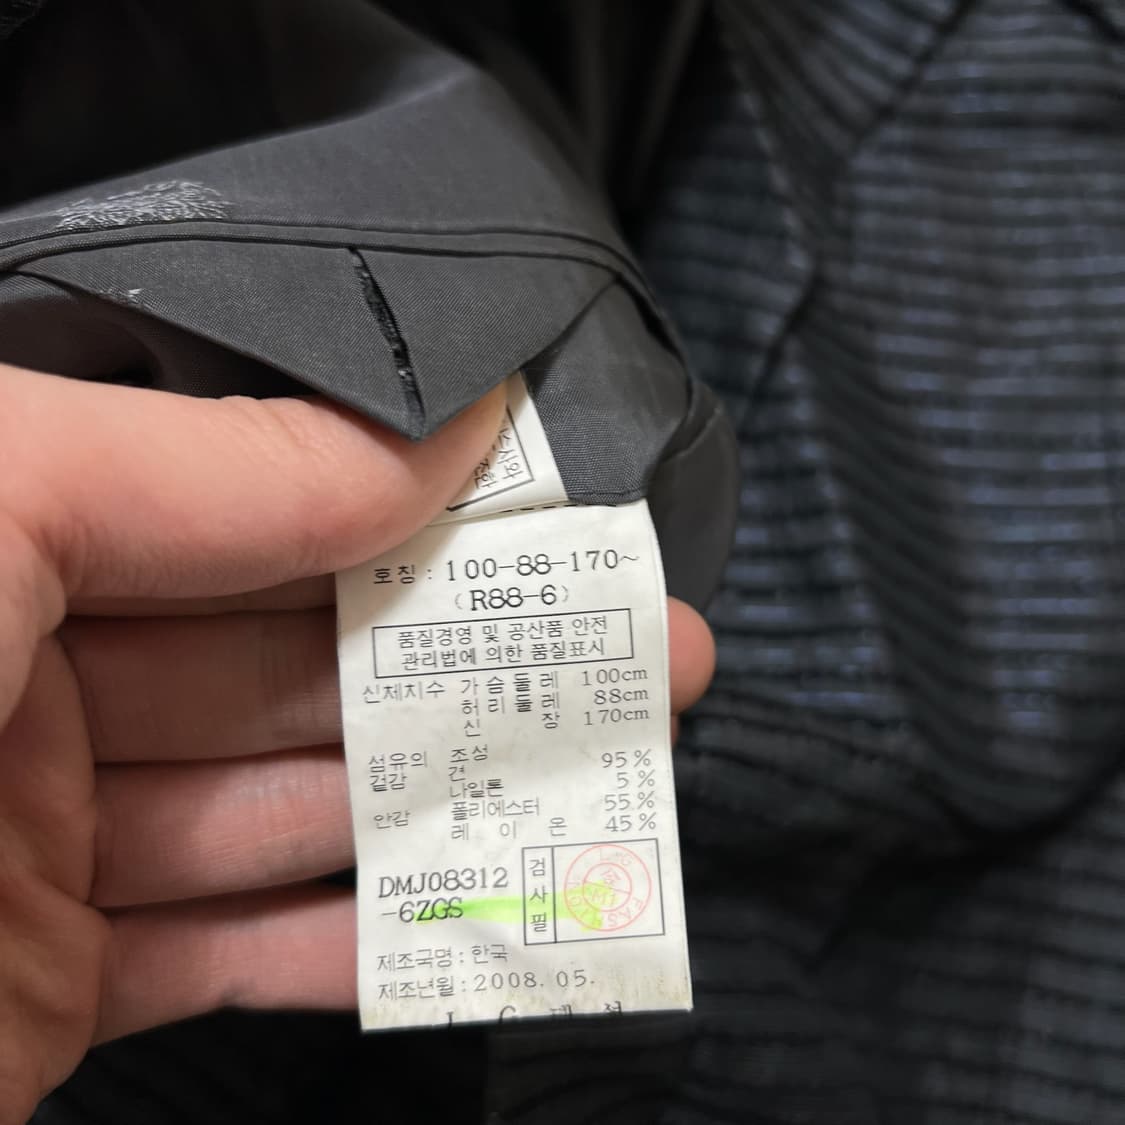 호칭 : 100-88-170~
(R88-6)
품질경영 및 공산품 안전
관리법에 의한 품질표시
신체치수 가슴둘레 100cm
허리둘레 88cm
신 장 170cm
섬유의 조성
겉감 견 95%
나일론 5%
안감 폴리에스터 55%
레이온 45%
DMJ08312
-6ZGS
검사필
제조국명 : 한국
제조년월 : 2008. 05.